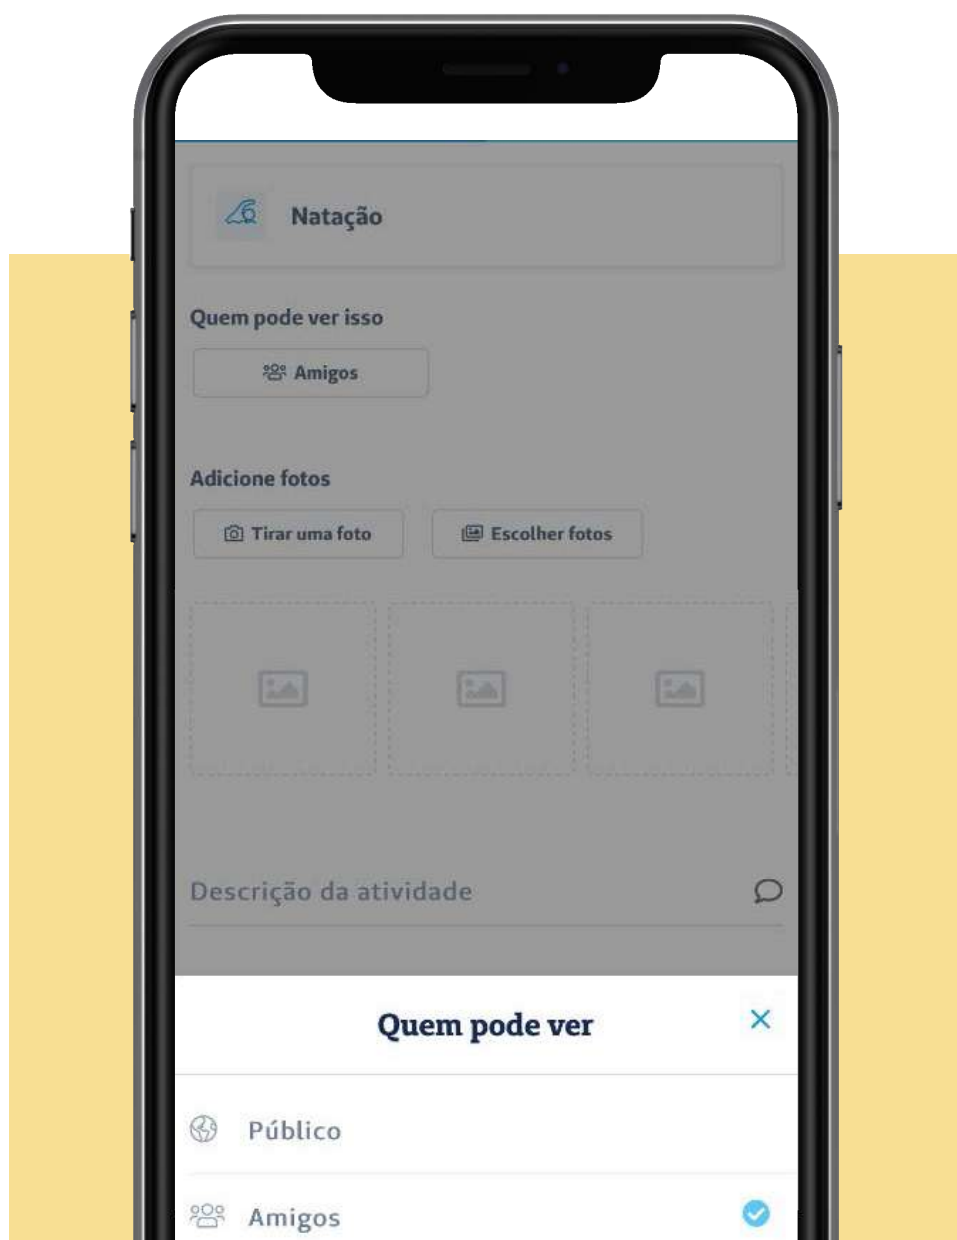 Natação
Quem pode ver isso
Amigos
Adicione fotos
Tirar uma foto
Escolher fotos
Descrição da atividade
Quem pode ver
Público
Amigos